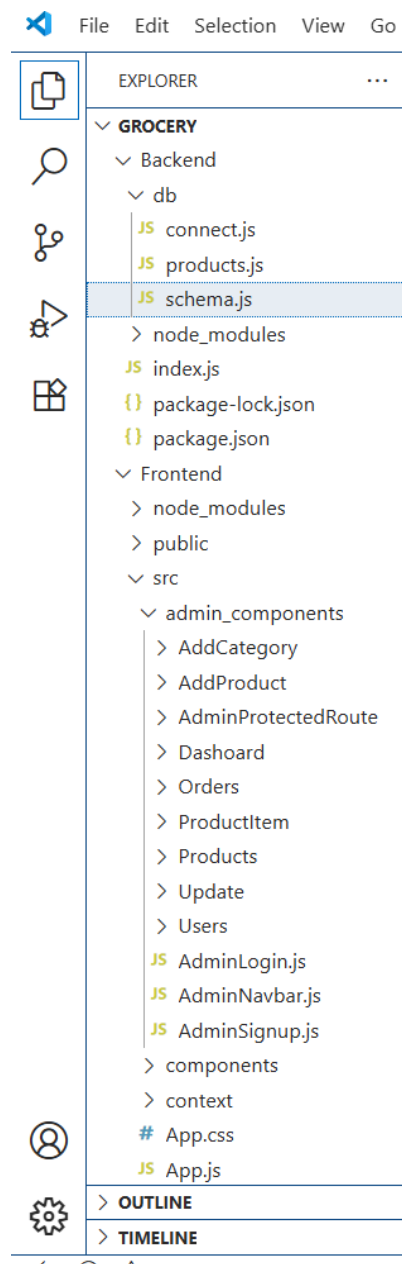 File Edit Selection View Go
EXPLORER ...
GROCERY
Backend
db
JS connect.js
JS products.js
JS schema.js
node_modules
JS index.js
{} package-lock.json
{} package.json
Frontend
node_modules
public
src
admin_components
AddCategory
AddProduct
AdminProtectedRoute
Dashoard
Orders
ProductItem
Products
Update
Users
JS AdminLogin.js
JS AdminNavbar.js
JS AdminSignup.js
components
context
# App.css
JS App.js
OUTLINE
TIMELINE